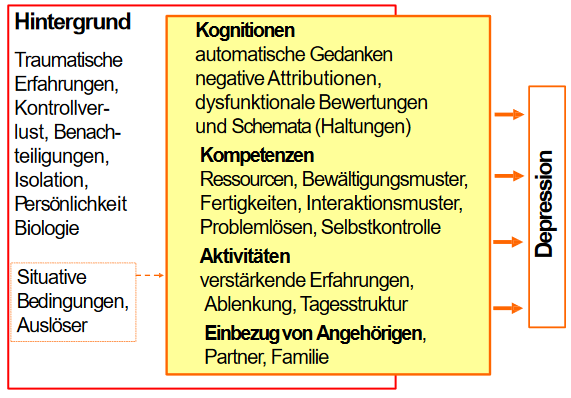 Hintergrund
Traumatische
Erfahrungen,
Kontrollver-
lust, Benach-
teiligungen,
Isolation,
Persönlichkeit
Biologie
Situative
Bedingungen,
Auslöser
Kognitionen
automatische Gedanken
negative Attributionen,
dysfunktionale Bewertungen
und Schemata (Haltungen)
Kompetenzen
Ressourcen, Bewältigungsmuster,
Fertigkeiten, Interaktionsmuster,
Problemlösen, Selbstkontrolle
Aktivitäten
verstärkende Erfahrungen,
Ablenkung, Tagesstruktur
Einbezug von Angehörigen,
Partner, Familie
Depression